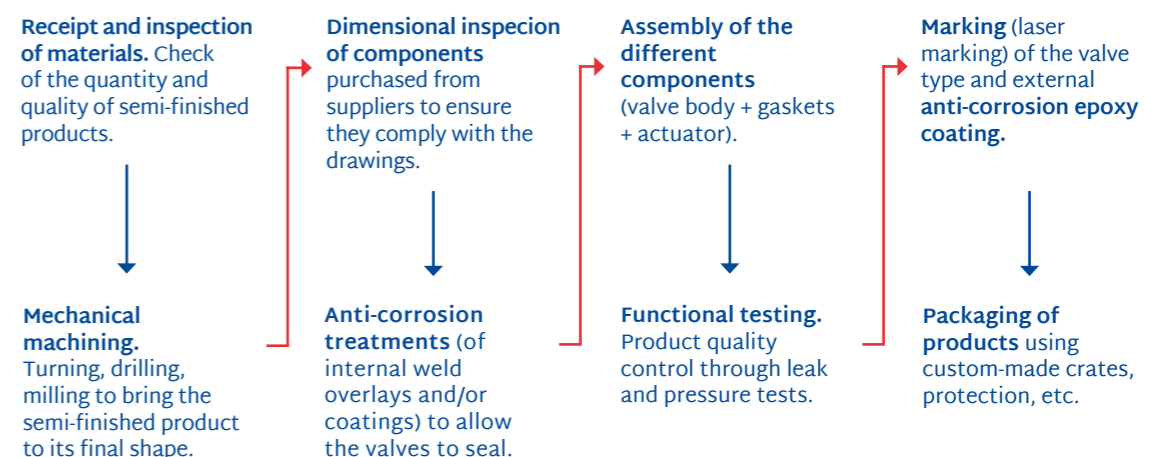 Receipt and inspection
of materials. Check
of the quantity and
quality of semi-finished
products.
Mechanical
machining.
Turning, drilling,
milling to bring the
semi-finished product
to its final shape.
Dimensional inspecion
of components
purchased from
suppliers to ensure
they comply with the
drawings.
Anti-corrosion
treatments (of
internal weld
overlays and/or
coatings) to allow
the valves to seal.
Assembly of the
different
components
(valve body + gaskets
+ actuator).
Functional testing.
Product quality
control through leak
and pressure tests.
Marking (laser
marking) of the valve
type and external
anti-corrosion epoxy
coating.
Packaging of
products using
custom-made crates,
protection, etc.